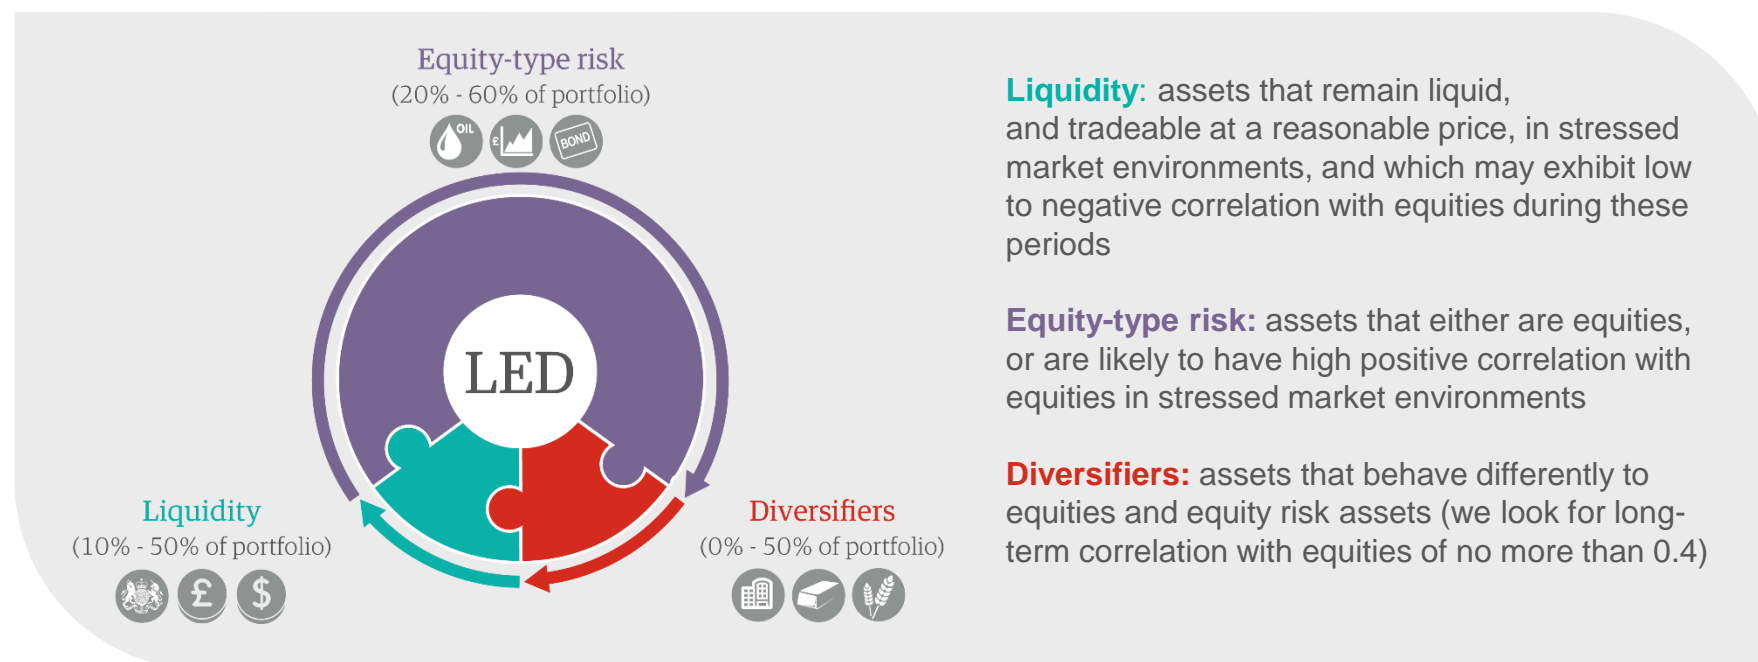 Equity-type risk
(20% - 60% of portfolio)
OIL
£
BOND
LED
Liquidity
(10% - 50% of portfolio)
£
$
Diversifiers
(0% - 50% of portfolio)
Liquidity: assets that remain liquid,
and tradeable at a reasonable price, in stressed
market environments, and which may exhibit low
to negative correlation with equities during these
periods
Equity-type risk: assets that either are equities,
or are likely to have high positive correlation with
equities in stressed market environments
Diversifiers: assets that behave differently to
equities and equity risk assets (we look for long-
term correlation with equities of no more than 0.4)